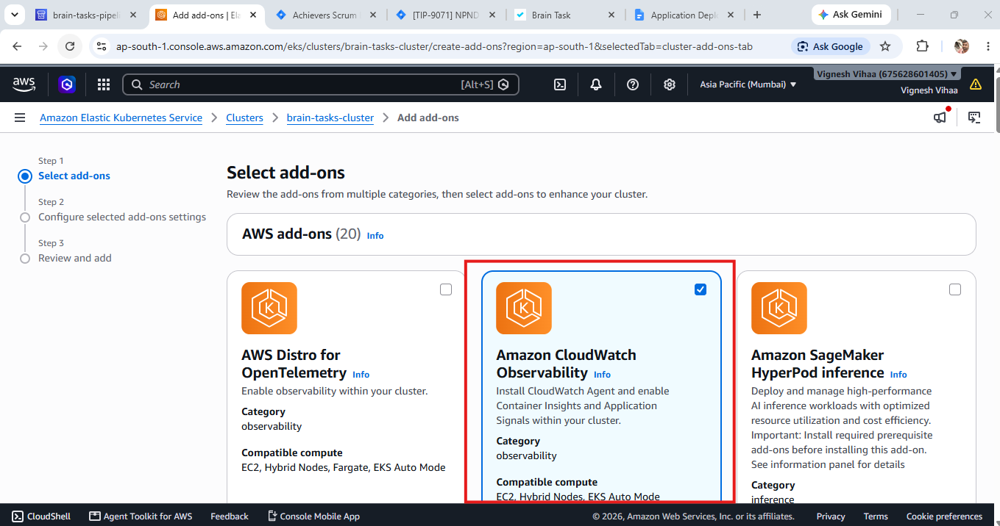 brain-tasks-pipeli
Add add-ons | Ela
Achievers Scrum
[TIP-9071] NPND
Brain Task
Application Depl
Ask Gemini
ap-south-1.console.aws.amazon.com/eks/clusters/brain-tasks-cluster/create-add-ons?region=ap-south-1&selectedTab=cluster-add-ons-tab
Ask Google
aws
Search
[Alt+S]
Asia Pacific (Mumbai)
Vignesh Vihaa (675628601405)
Vignesh Vihaa
Amazon Elastic Kubernetes Service
Clusters
brain-tasks-cluster
Add add-ons
Step 1
Select add-ons
Step 2
Configure selected add-ons settings
Step 3
Review and add
Select add-ons
Review the add-ons from multiple categories, then select add-ons to enhance your cluster.
AWS add-ons (20) Info
K
AWS Distro for
OpenTelemetry Info
Enable observability within your cluster.
Category
observability
Compatible compute
EC2, Hybrid Nodes, Fargate, EKS Auto Mode
K
Amazon CloudWatch
Observability Info
Install CloudWatch Agent and enable
Container Insights and Application
Signals within your cluster.
Category
observability
Compatible compute
EC2, Hybrid Nodes, EKS Auto Mode
K
Amazon SageMaker
HyperPod inference Info
Deploy and manage high-performance
AI inference workloads with optimized
resource utilization and cost efficiency.
Important: Install required prerequisite
add-ons before installing this add-on.
See information panel for details
Category
inference
CloudShell
Agent Toolkit for AWS
Feedback
Console Mobile App
© 2026, Amazon Web Services, Inc. or its affiliates.
Privacy
Terms
Cookie preferences